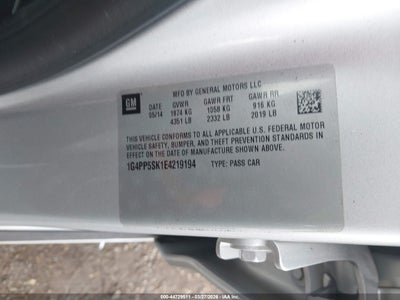 GM
MFD BY GENERAL MOTORS LLC
DATE GVWR GAWR FRT GAWR RR
05/14 1974 KG 1058 KG 916 KG
4351 LB 2332 LB 2019 LB
THIS VEHICLE CONFORMS TO ALL APPLICABLE U.S. FEDERAL MOTOR
VEHICLE SAFETY, BUMPER, AND THEFT PREVENTION STANDARDS IN
EFFECT ON THE DATE OF MANUFACTURE SHOWN ABOVE.
1G4PP5SK1E4219194 TYPE: PASS CAR